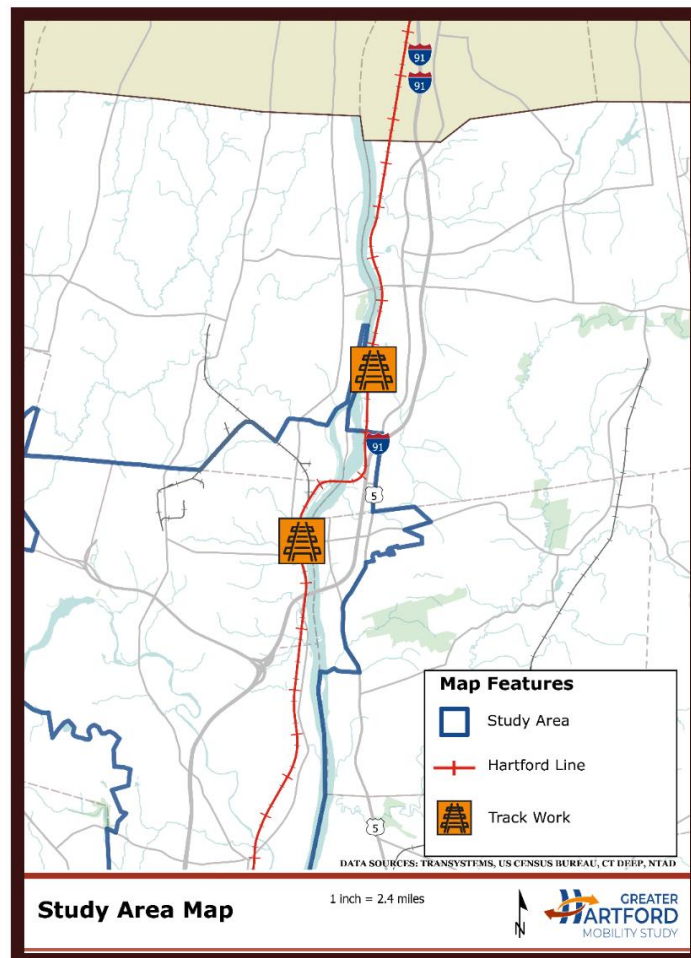 91
91
91
5
Map Features
Study Area
Hartford Line
Track Work
5
DATA SOURCES: TRANSYSTEMS, US CENSUS BUREAU, CT DEEP, NTAD
Study Area Map
1 inch = 2.4 miles
N
GREATER
HARTFORD
MOBILITY STUDY